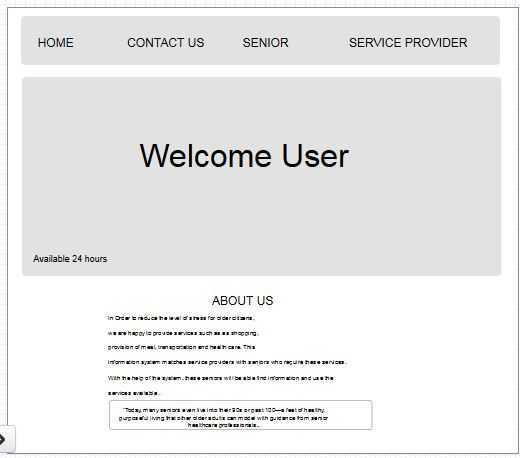 HOME CONTACT US SENIOR SERVICE PROVIDER
Welcome User
Available 24 hours
ABOUT US
In Order to reduce the level of stress for older citizens,
we are happy to provide services such as as shopping,
provision of meal, transportation and health care. This
information system matches service providers with seniors who require these services.
With the help of the system, these seniors will be able find information and use the
services available .
"Today, many seniors even live into their 90s or past 100—a feat of healthy,
purposeful living that other older adults can model with guidance from senior
healthcare professionals..